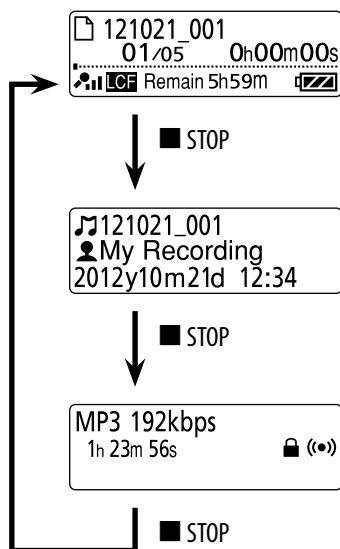 121021_001
01/05 0h00m00s
LCF Remain 5h59m
STOP
121021_001
My Recording
2012y10m21d 12:34
STOP
MP3 192kbps
1h 23m 56s
STOP